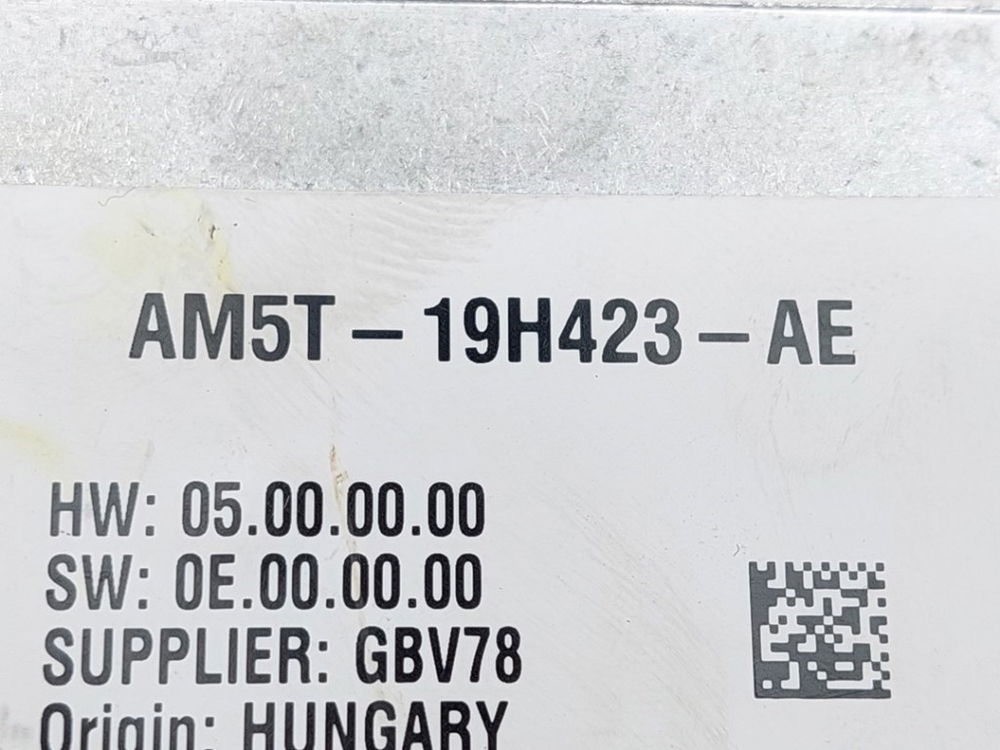 AM5T – 19H423 – AE
HW: 05.00.00.00
SW: 0E.00.00.00
SUPPLIER: GBV78
Origin: HUNGARY